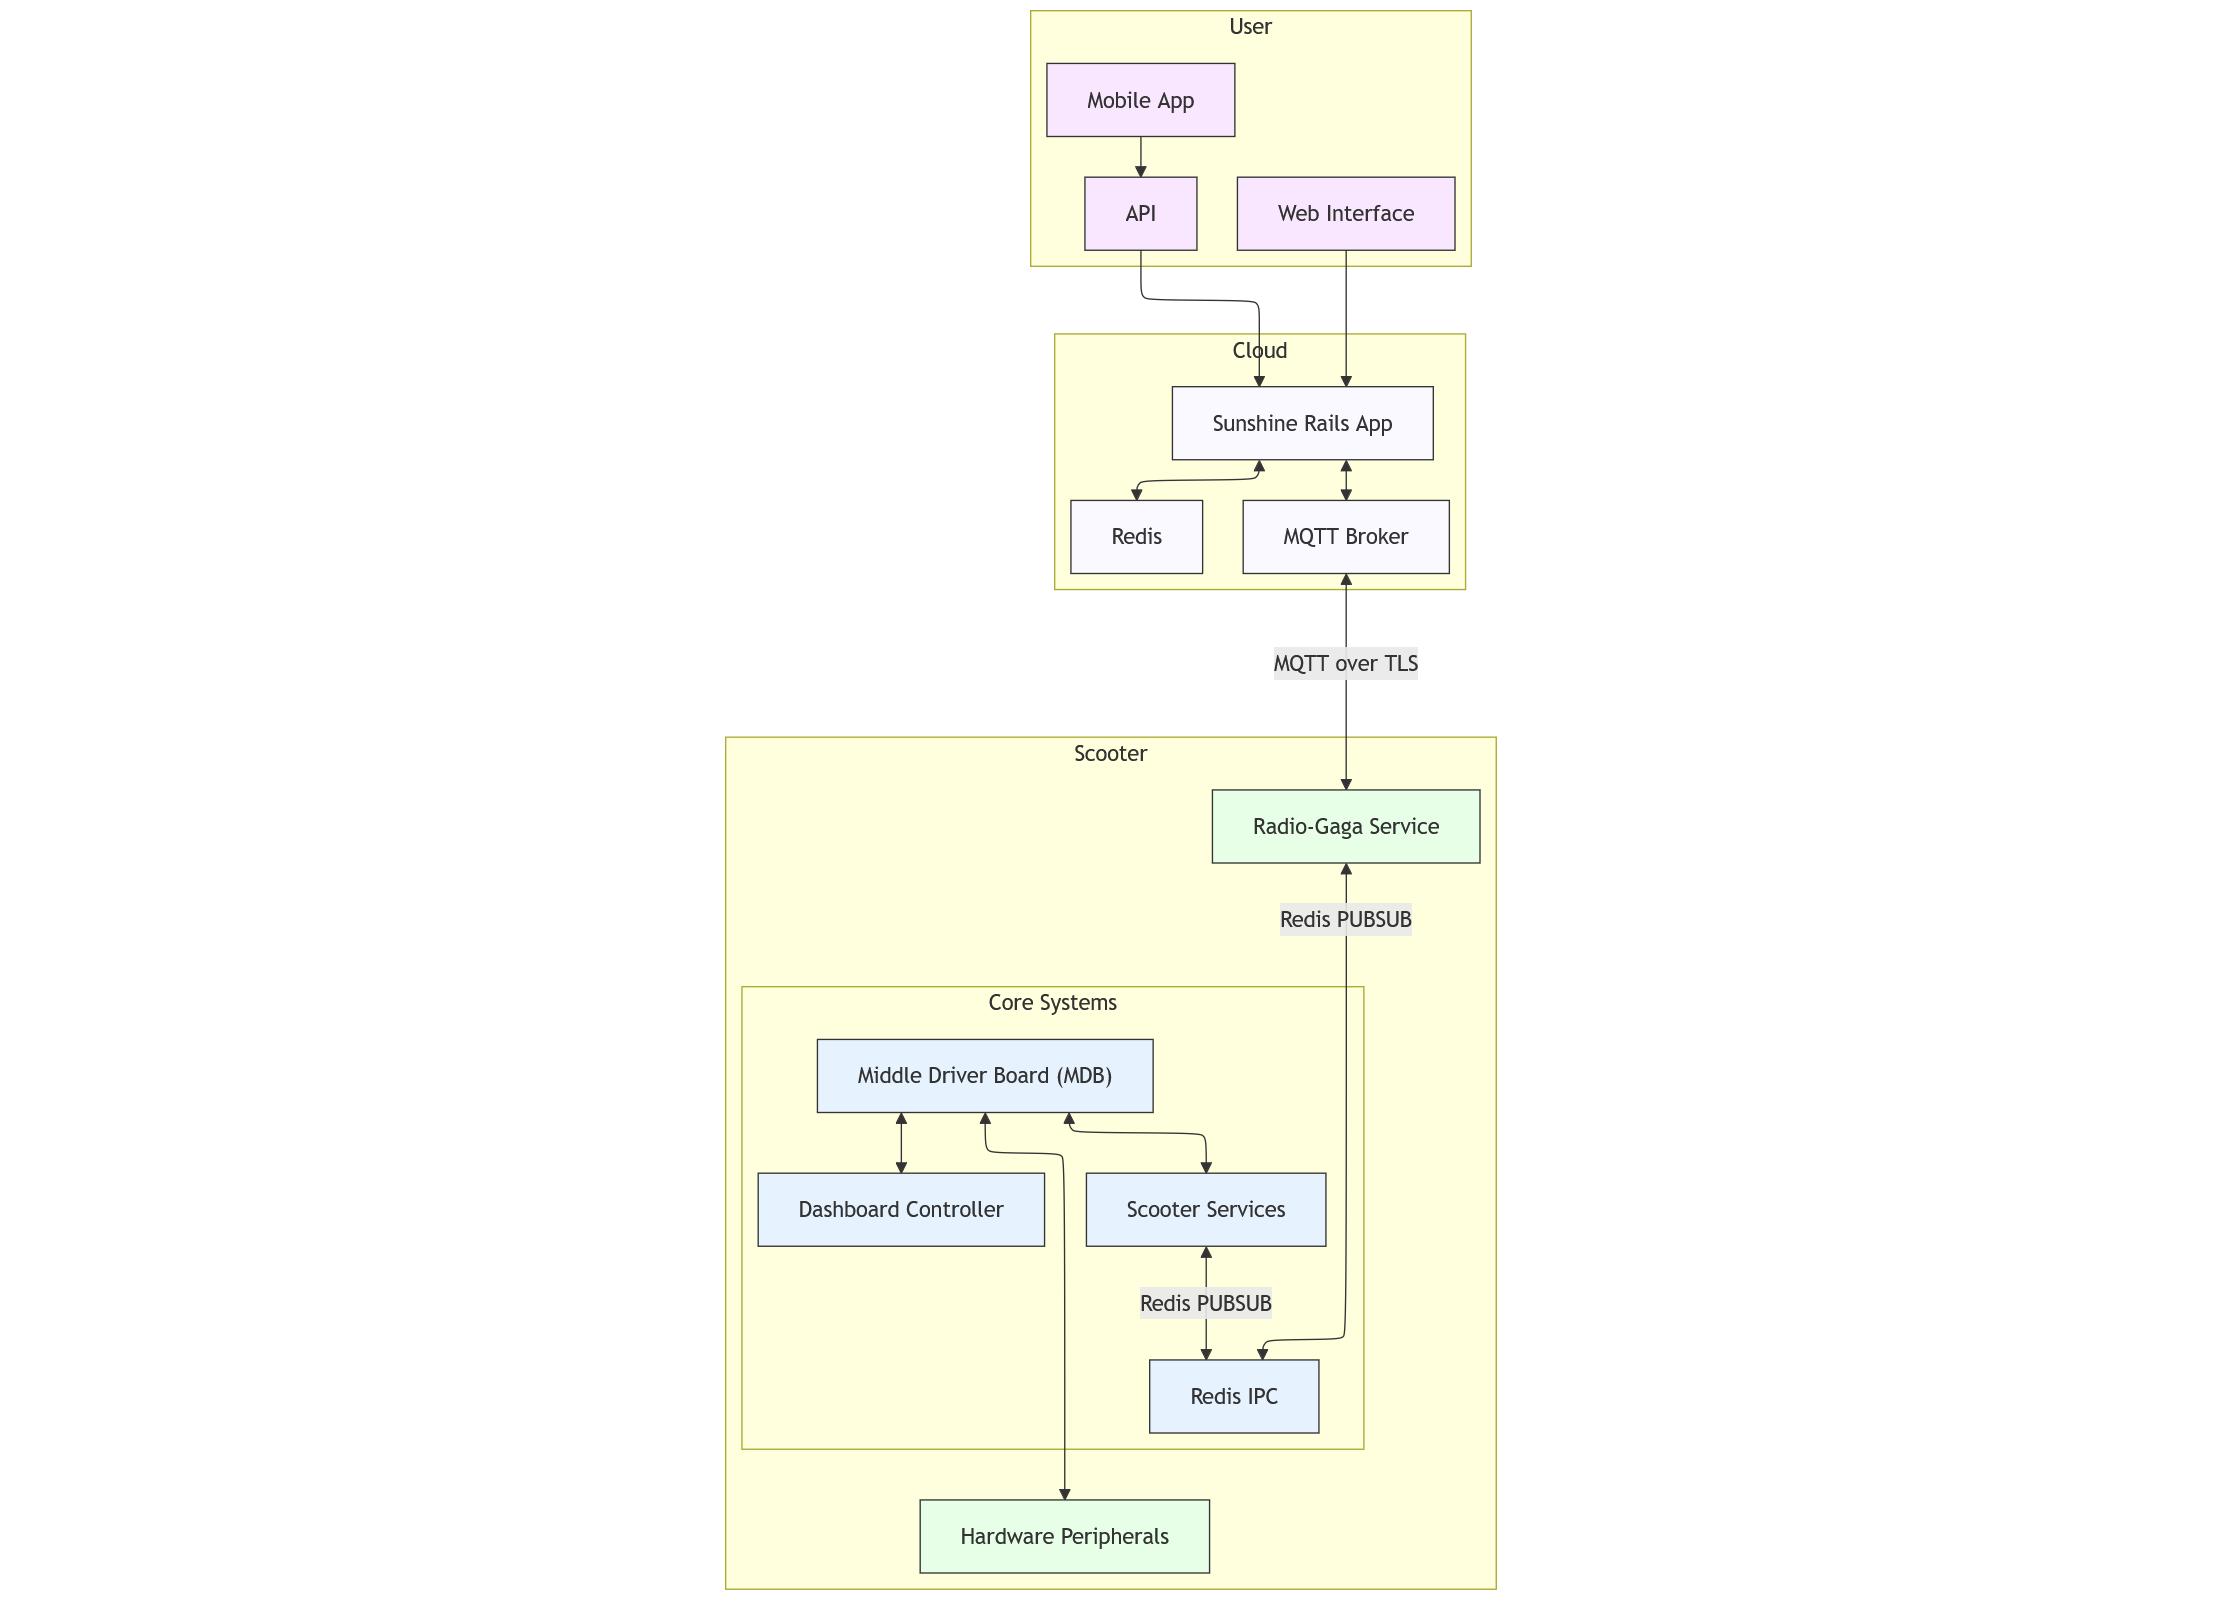 User
Mobile App
API
Web Interface
Cloud
Sunshine Rails App
Redis
MQTT Broker
MQTT over TLS
Scooter
Radio-Gaga Service
Redis PUBSUB
Core Systems
Middle Driver Board (MDB)
Dashboard Controller
Scooter Services
Redis PUBSUB
Redis IPC
Hardware Peripherals